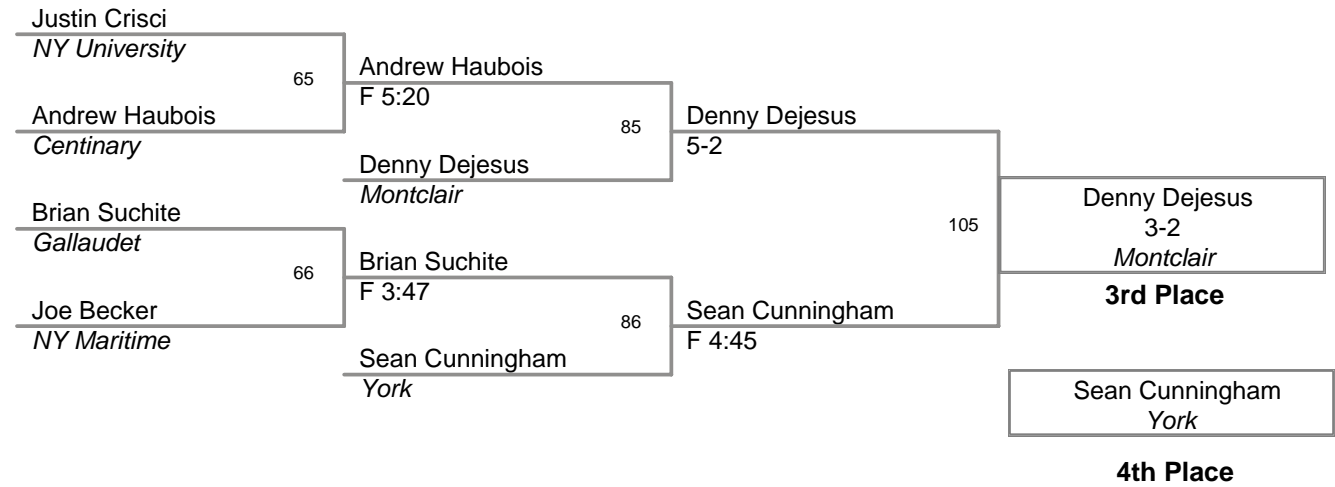 Justin Crisci
NY University
65
Andrew Haubois
F 5:20
Andrew Haubois
Centinary
85
Denny Dejesus
5-2
Denny Dejesus
Montclair
Brian Suchite
Gallaudet
66
Brian Suchite
F 3:47
Joe Becker
NY Maritime
86
Sean Cunningham
F 4:45
Sean Cunningham
York
105
Denny Dejesus
3-2
Montclair
3rd Place
Sean Cunningham
York
4th Place